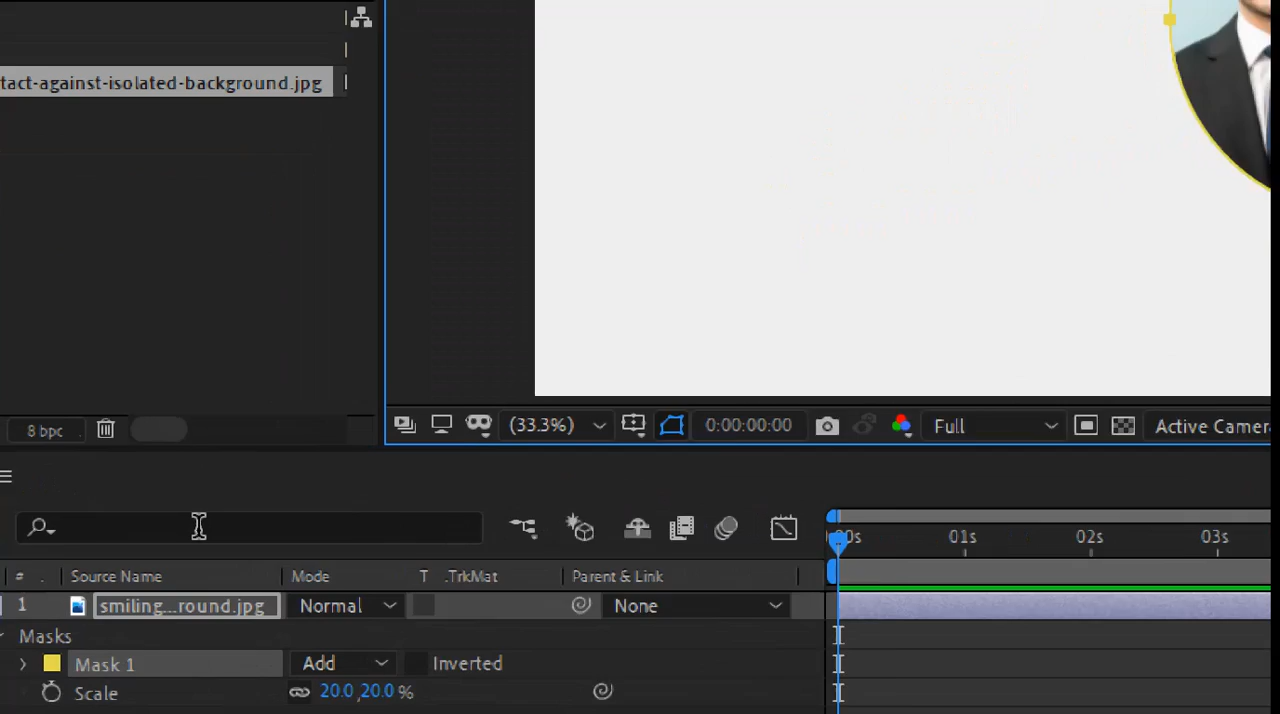 tact-against-isolated-background.jpg
8 bpc
(33.3%) 0:00:00:00 Full Active Camera
00s 01s 02s 03s
# . Source Name Mode T .TrkMat Parent & Link
1 smiling...round.jpg Normal None
Masks
Mask 1 Add Inverted
Scale 20.0,20.0 %